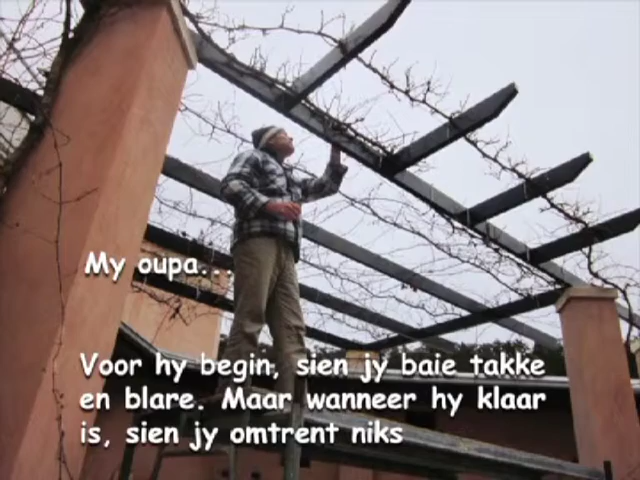 My oupa...
Voor hy begin, sien jy baie takke
en blare. Maar wanneer hy klaar
is, sien jy omtrent niks